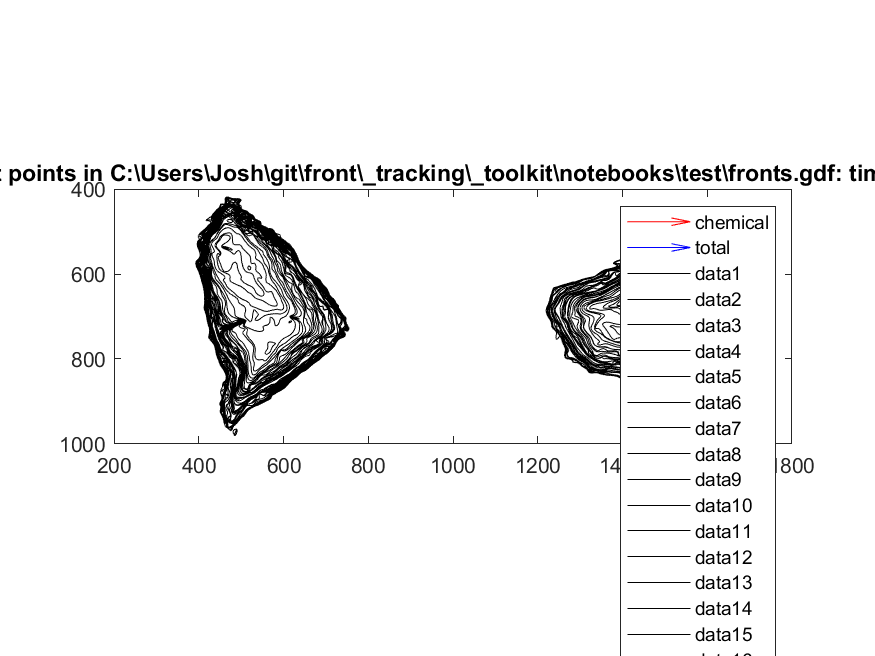 points in C:\Users\Josh\git\front\_tracking\_toolkit\notebooks\test\fronts.gdf: tim
400
600
800
1000
200 400 600 800 1000 1200 14 1800
chemical
total
data1
data2
data3
data4
data5
data6
data7
data8
data9
data10
data11
data12
data13
data14
data15